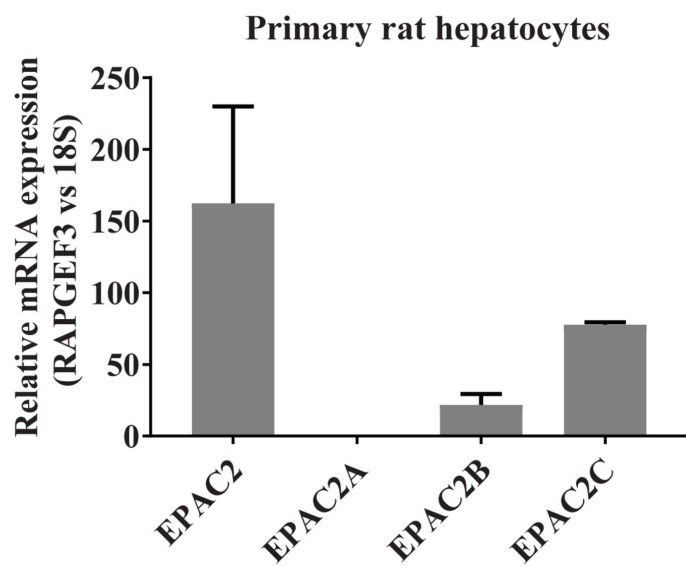 Primary rat hepatocytes
Relative mRNA expression
(RAPGEF3 vs 18S)
250
200
150
100
50
0
EPAC2
EPAC2A
EPAC2B
EPAC2C